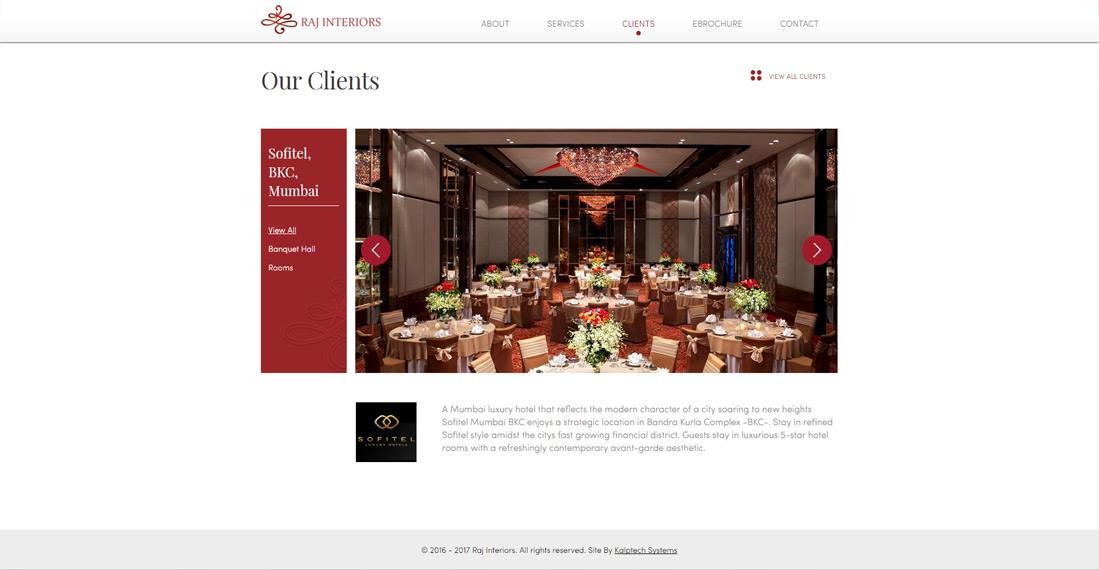 RAJ INTERIORS
ABOUT
SERVICES
CLIENTS
EBROCHURE
CONTACT
Our Clients
VIEW ALL CLIENTS
Sofitel,
BKC,
Mumbai
View All
Banquet Hall
Rooms
SOFITEL
LUXURY HOTELS
A Mumbai luxury hotel that reflects the modern character of a city soaring to new heights
Sofitel Mumbai BKC enjoys a strategic location in Bandra Kurla Complex -BKC-. Stay in refined
Sofitel style amidst the citys fast growing financial district. Guests stay in luxurious 5-star hotel
rooms with a refreshingly contemporary avant-garde aesthetic.
© 2016 - 2017 Raj Interiors. All rights reserved. Site By Kalptech Systems